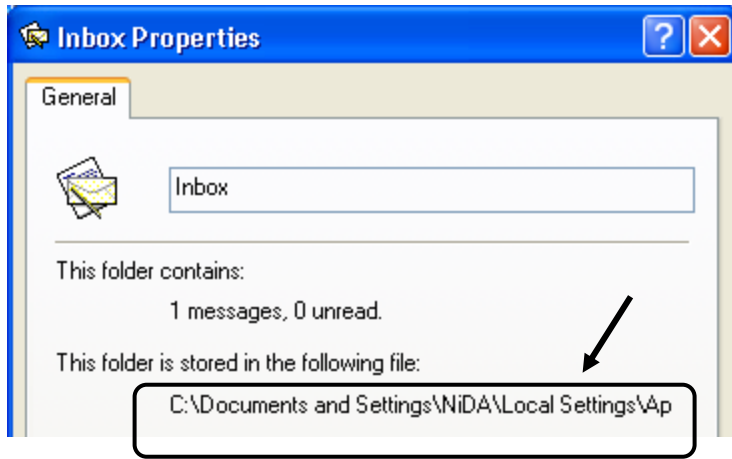 Inbox Properties
General
Inbox
This folder contains:
1 messages, 0 unread.
This folder is stored in the following file:
C:\Documents and Settings\NiDA\Local Settings\Ap